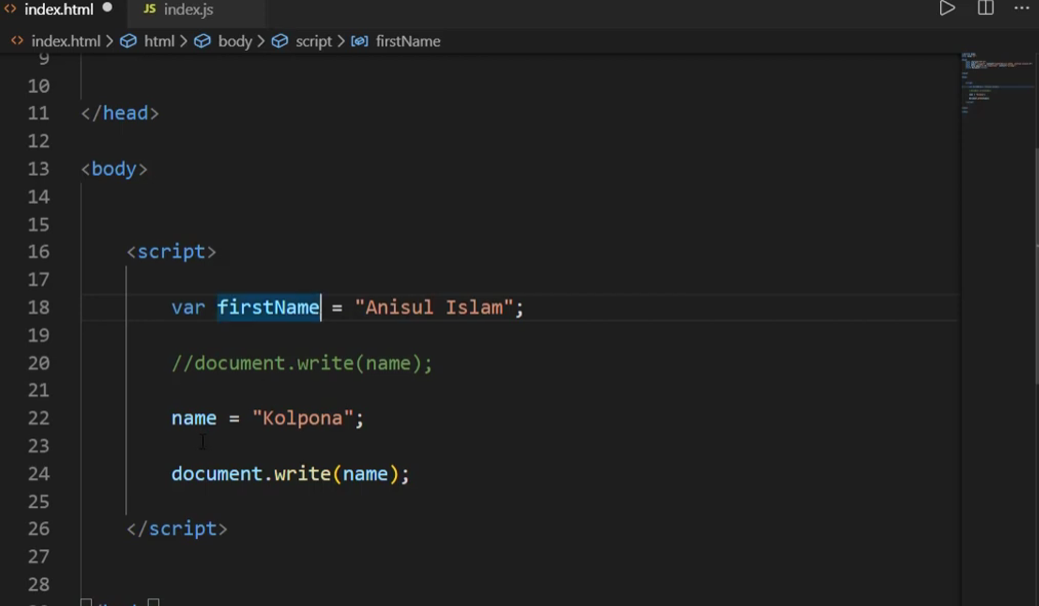 index.html index.js
index.html > html > body > script > firstName
9
10
11 </head>
12
13 <body>
14
15
16 <script>
17
18 var firstName = "Anisul Islam";
19
20 //document.write(name);
21
22 name = "Kolpona";
23
24 document.write(name);
25
26 </script>
27
28